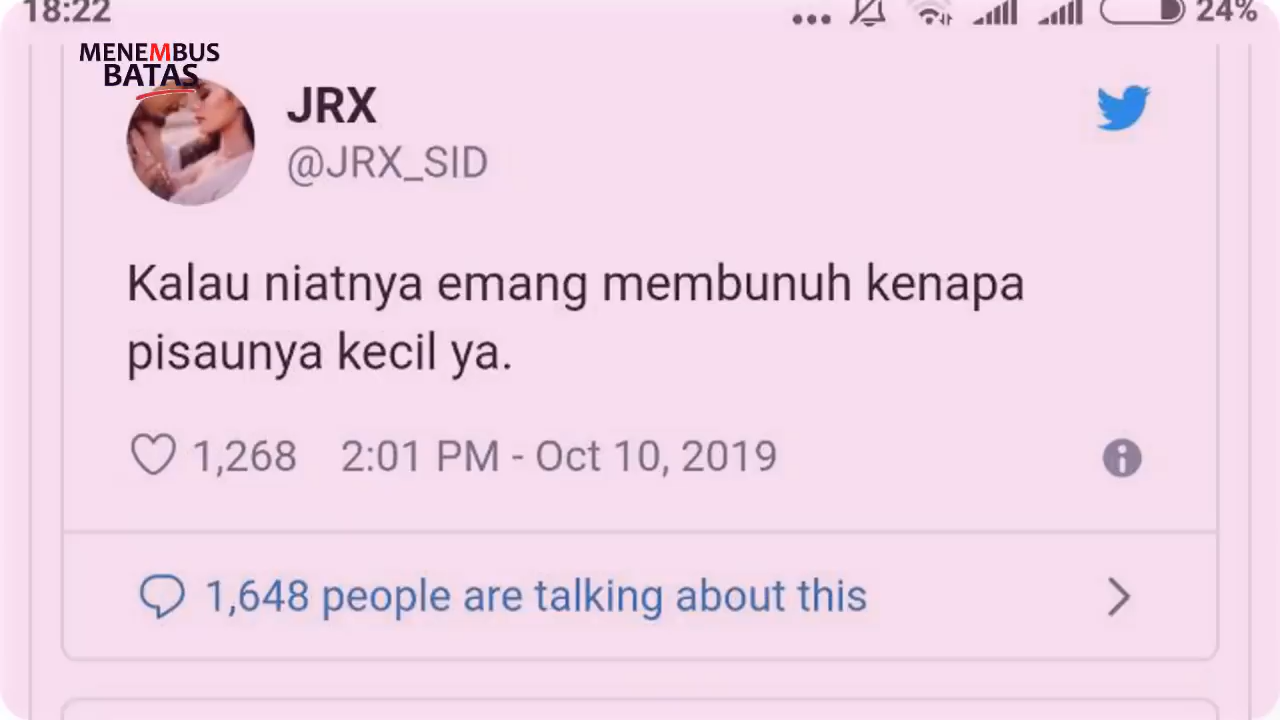 18:22
24%
MENEMBUS
BATAS
JRX
@JRX_SID
Kalau niatnya emang membunuh kenapa
pisaunya kecil ya.
1,268 2:01 PM - Oct 10, 2019
1,648 people are talking about this